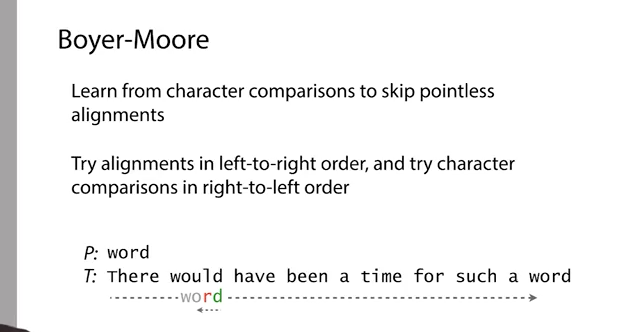 Boyer-Moore
Learn from character comparisons to skip pointless
alignments
Try alignments in left-to-right order, and try character
comparisons in right-to-left order
P: word
T: There would have been a time for such a word
word